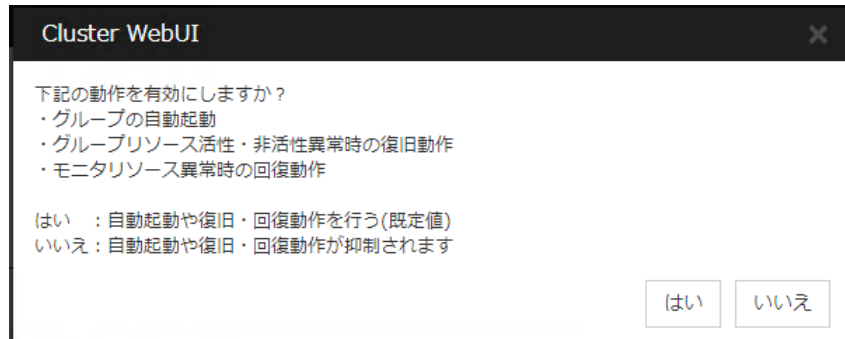 Cluster WebUI
下記の動作を有効にしますか?
・グループの自動起動
・グループリソース活性・非活性異常時の復旧動作
・モニタリソース異常時の回復動作
はい :自動起動や復旧・回復動作を行う(既定値)
いいえ:自動起動や復旧・回復動作が抑制されます
はい いいえ